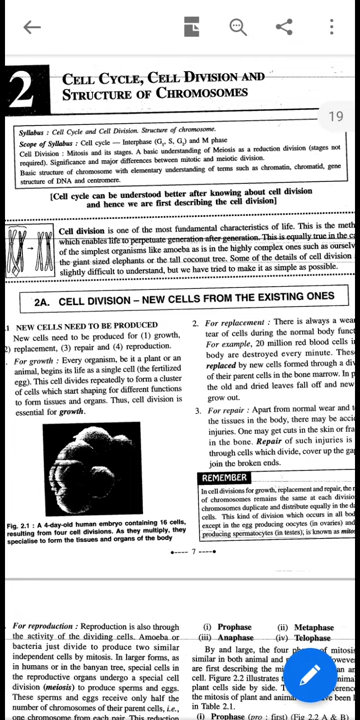 19
2
CELL CYCLE, CELL DIVISION AND
STRUCTURE OF CHROMOSOMES
Syllabus : Cell Cycle and Cell Division. Structure of chromosome.
Scope of Syllabus : Cell cycle — Interphase (G₁, S, G₂) and M phase
Cell Division : Mitosis and its stages. A basic understanding of Meiosis as a reduction division (stages not
required). Significance and major differences between mitotic and meiotic division.
Basic structure of chromosome with elementary understanding of terms such as chromatin, chromatid, gene
structure of DNA and centromere.
[Cell cycle can be understood better after knowing about cell division
and hence we are first describing the cell division]
Cell division is one of the most fundamental characteristics of life. This is the meth
which enables life to perpetuate generation after generation. This is equally true in the ca
of the simplest organisms like amoeba as is in the highly complex ones such as ourselv
the giant sized elephants or the tall coconut tree. Some of the details of cell division
slightly difficult to understand, but we have tried to make it as simple as possible.
2A. CELL DIVISION – NEW CELLS FROM THE EXISTING ONES
.1 NEW CELLS NEED TO BE PRODUCED
New cells need to be produced for (1) growth,
2) replacement, (3) repair and (4) reproduction.
For growth : Every organism, be it a plant or an
animal, begins its life as a single cell (the fertilized
egg). This cell divides repeatedly to form a cluster
of cells which start shaping for different functions
to form tissues and organs. Thus, cell division is
essential for growth.
Fig. 2.1 : A 4-day-old human embryo containing 16 cells,
resulting from four cell divisions. As they multiply, they
specialise to form the tissues and organs of the body
2. For replacement : There is always a wear
tear of cells during the normal body funct
For example, 20 million red blood cells i
body are destroyed every minute. Thes
replaced by new cells formed through a div
of their parent cells in the bone marrow. In p
the old and dried leaves fall off and new
grow out.
3. For repair : Apart from normal wear and t
the tissues in the body, there may be acci
injuries. One may get cuts in the skin or fra
in the bone. Repair of such injuries is
through cells which divide, cover up the ga
join the broken ends.
REMEMBER
In cell divisions for growth, replacement and repair, the n
of chromosomes remains the same at each division
chromosomes duplicate and distribute equally in the da
cells. This kind of division which occurs in all bod
except in the egg producing oocytes (in ovaries) and
producing spermatocytes (in testes), is known as mito
7
For reproduction : Reproduction is also through
the activity of the dividing cells. Amoeba or
bacteria just divide to produce two similar
independent cells by mitosis. In larger forms, as
in humans or in the banyan tree, special cells in
the reproductive organs undergo a special cell
division (meiosis) to produce sperms and eggs.
These sperms and eggs receive only half the
number of chromosomes of their parent cells, i.e.,
one chromosome from each pair. This reduction
(i) Prophase (ii) Metaphase
(iii) Anaphase (iv) Telophase
By and large, the four of mitosi
similar in both animal and
are first describing the
cell. Figure 2.2 illustrates
plant cells side by side. T
the mitosis of plant and been l
in Table 2.1.
(i) Prophase (pro : first) (Fig. 2.2 A & B)